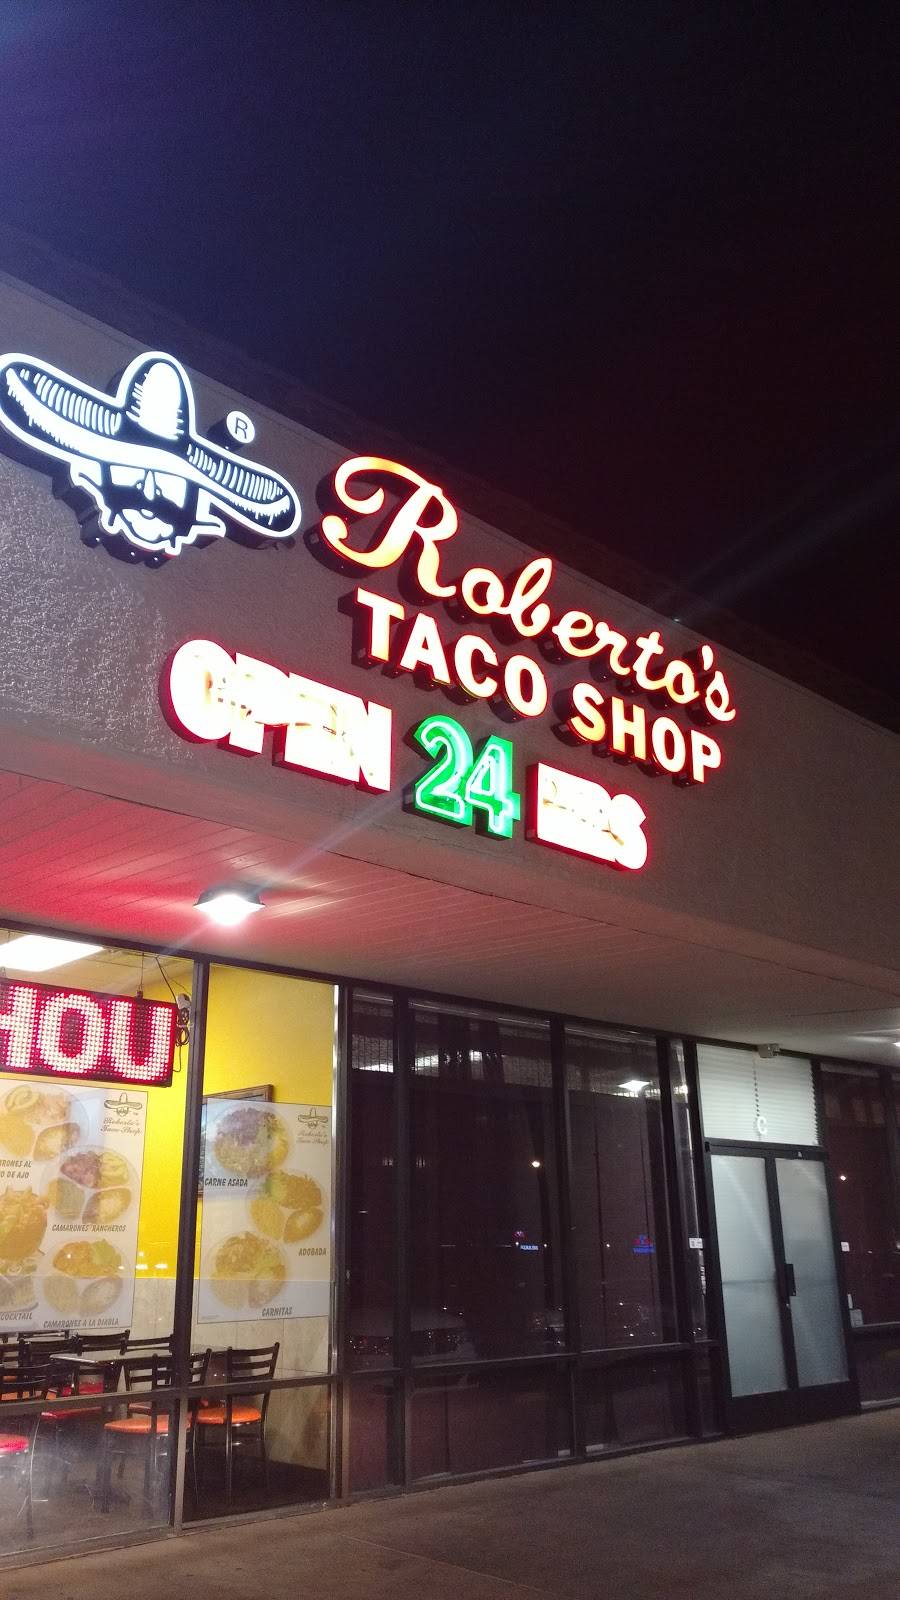 ®
Roberto's
TACO SHOP
OPEN 24 HRS
HOU
Roberto's
Taco Shop
CAMARONES RANCHEROS
COCKTAIL
CAMARONES A LA DIABLA
Roberto's
Taco Shop
CARNE ASADA
ADOBADA
CARNITAS
C